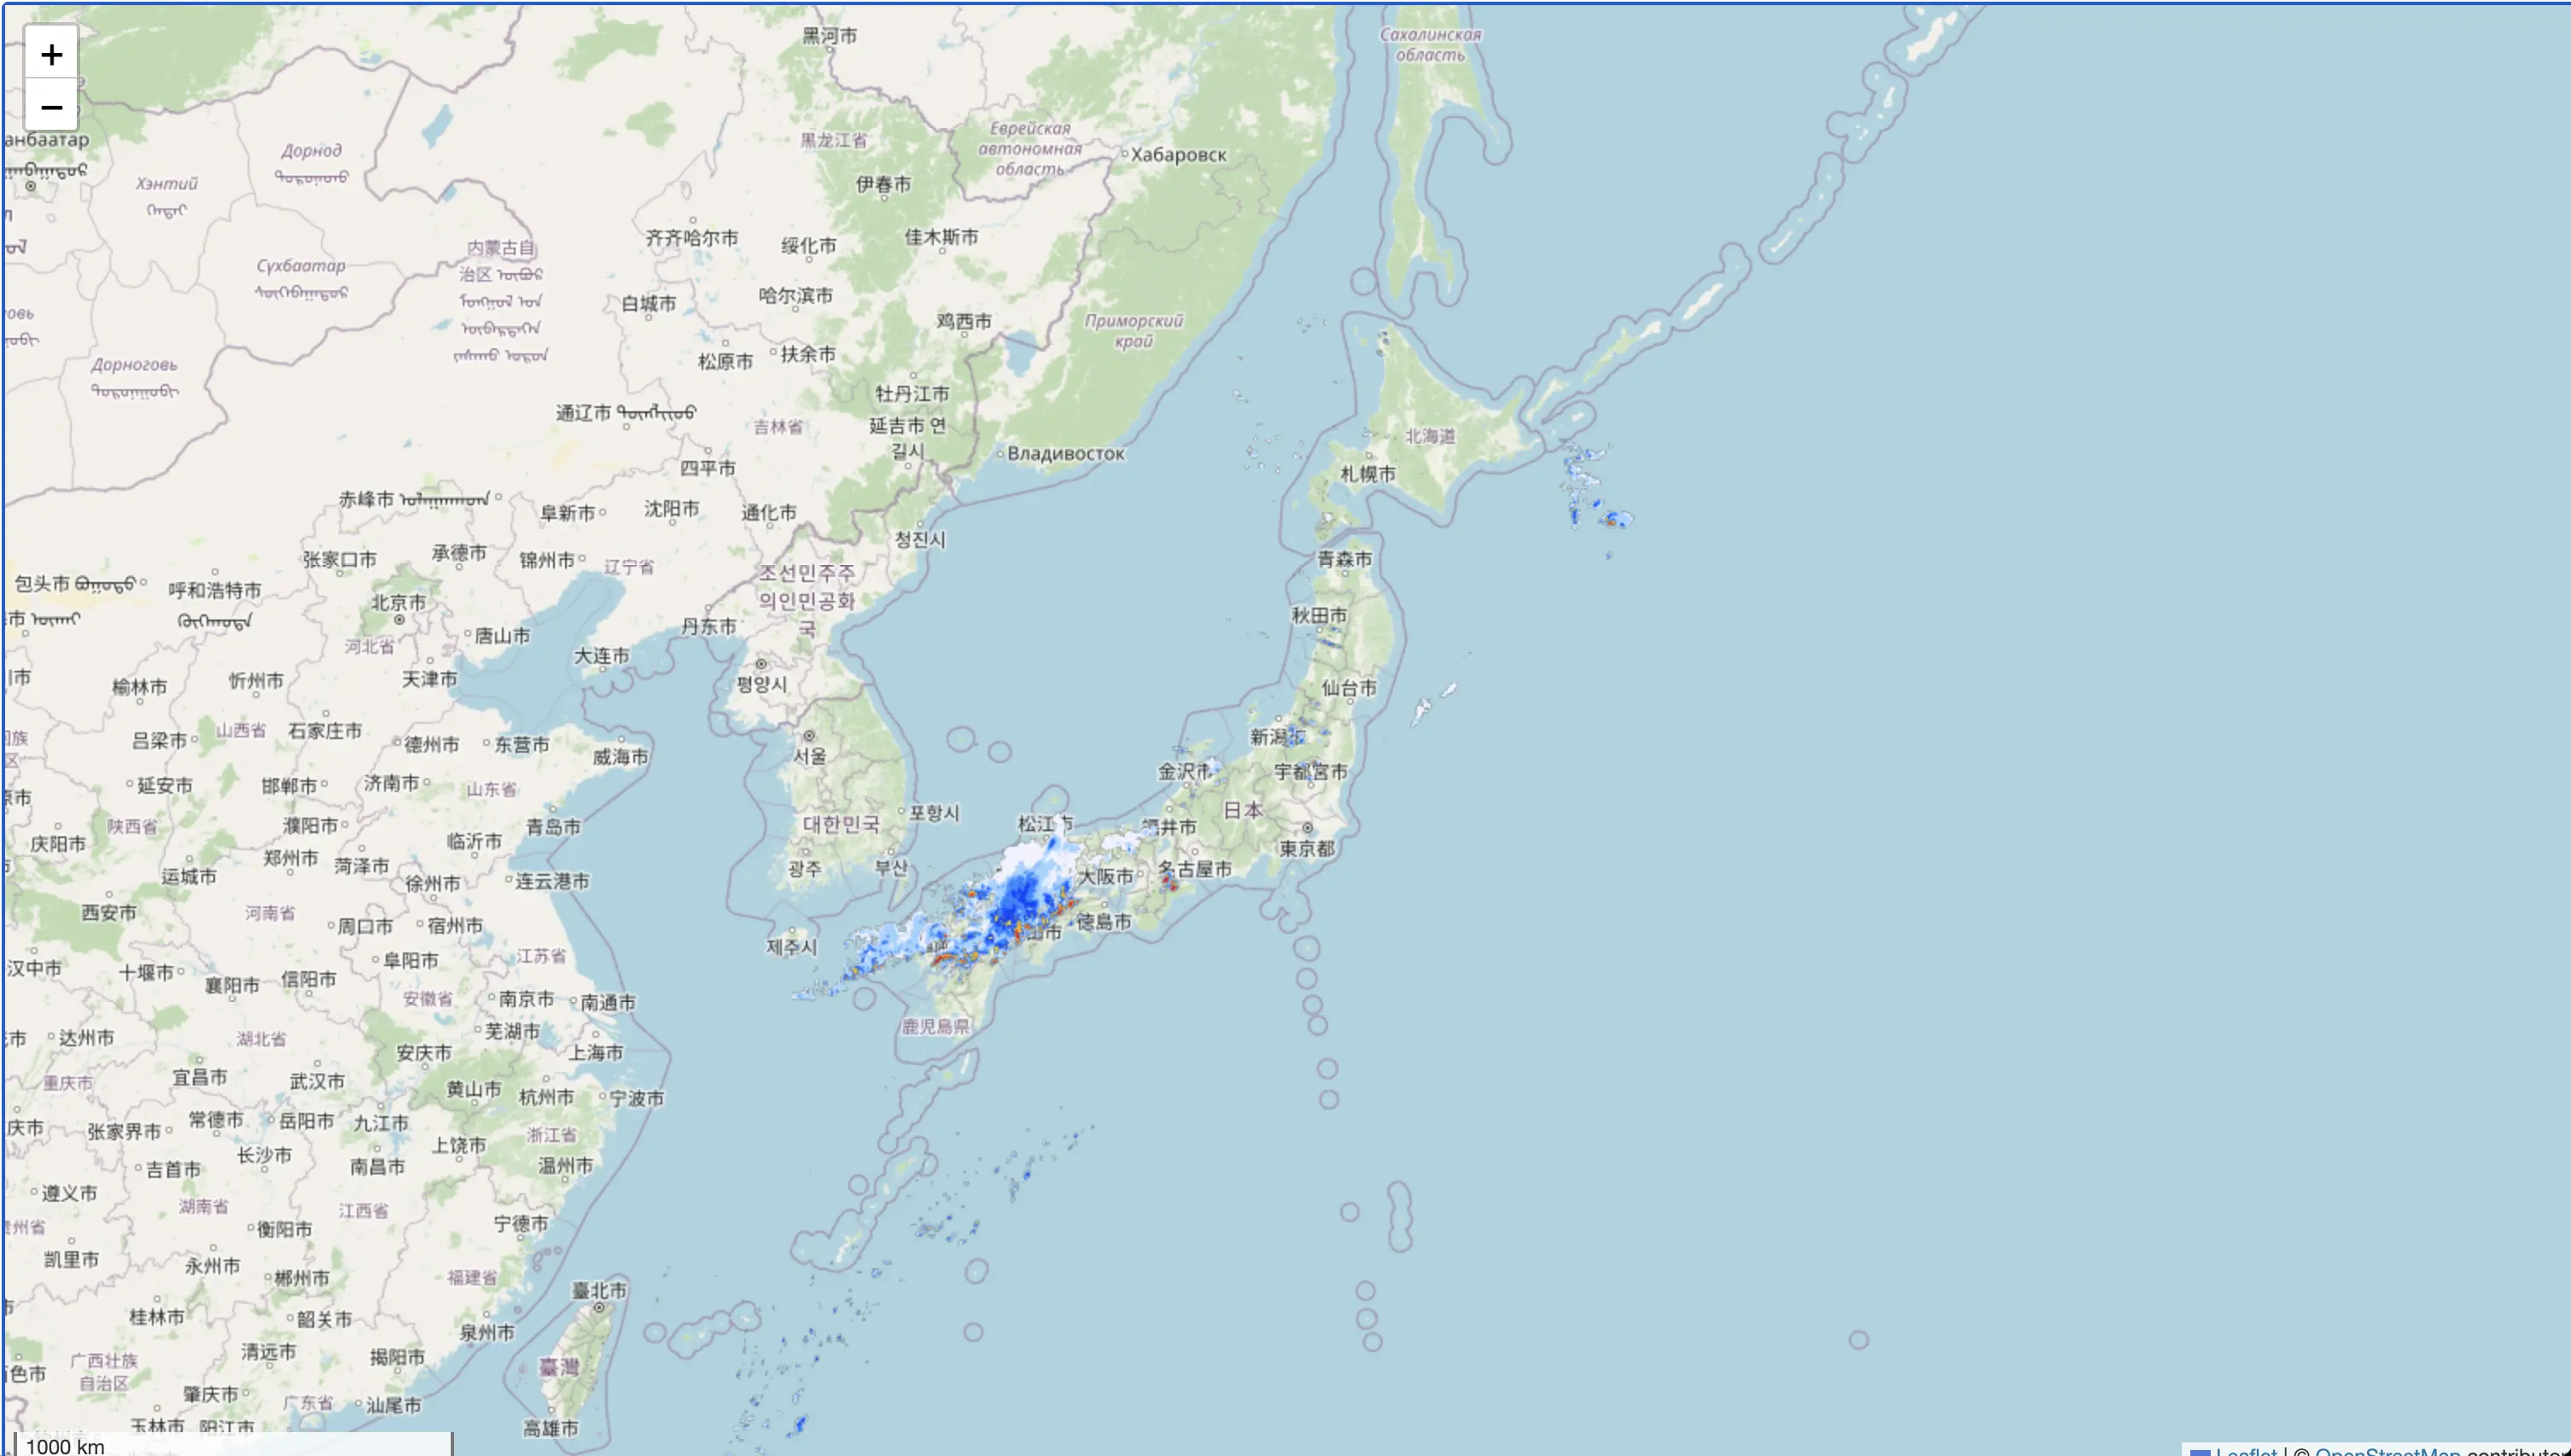 +
−
黑河市
Сахалинская
область
анбаатар
Дорнод
Хэнтий
黑龙江省
Еврейская
автономная
область
Хабаровск
伊春市
齐齐哈尔市
绥化市
佳木斯市
内蒙古自
治区
Сүхбаатар
白城市
哈尔滨市
鸡西市
Приморский
край
овь
Дорноговь
松原市
扶余市
牡丹江市
通辽市
吉林省
延吉市 연
길시
Владивосток
北海道
札幌市
四平市
赤峰市
阜新市
沈阳市
通化市
청진시
张家口市
承德市
锦州市
辽宁省
조선민주주
의인민공화
국
青森市
包头市
呼和浩特市
北京市
秋田市
市
河北省
唐山市
丹东市
大连市
평양시
榆林市
忻州市
天津市
仙台市
吕梁市
山西省
石家庄市
德州市
东营市
威海市
서울
金沢市
宇都宮市
延安市
邯郸市
济南市
山东省
日本
陕西省
濮阳市
临沂市
青岛市
대한민국
포항시
松江市
庆阳市
郑州市
菏泽市
東京都
运城市
徐州市
连云港市
광주
부산
大阪市
名古屋市
西安市
河南省
周口市
宿州市
徳島市
제주시
汉中市
十堰市
襄阳市
信阳市
阜阳市
江苏省
安徽省
南京市
南通市
鹿児島県
达州市
湖北省
芜湖市
安庆市
上海市
重庆市
宜昌市
武汉市
黄山市
杭州市
宁波市
庆市
张家界市
常德市
岳阳市
九江市
浙江省
上饶市
吉首市
长沙市
南昌市
温州市
遵义市
湖南省
江西省
衡阳市
宁德市
凯里市
永州市
郴州市
福建省
臺北市
桂林市
韶关市
泉州市
广西壮族
自治区
清远市
揭阳市
臺灣
色市
肇庆市
广东省
汕尾市
玉林市
阳江市
高雄市
1000 km
Leaflet | © OpenStreetMap